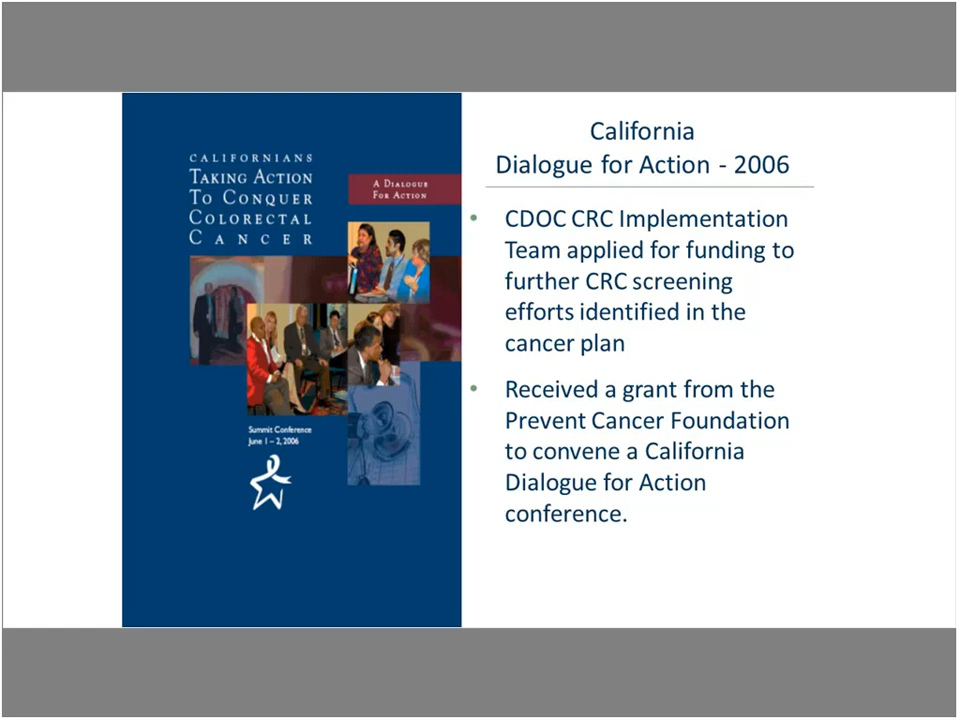 CALIFORNIANS
TAKING ACTION
TO CONQUER
COLORECTAL
CANCER
A DIALOGUE
FOR ACTION
Summit Conference
June 1 – 2, 2006
California
Dialogue for Action - 2006
• CDOC CRC Implementation
Team applied for funding to
further CRC screening
efforts identified in the
cancer plan
• Received a grant from the
Prevent Cancer Foundation
to convene a California
Dialogue for Action
conference.